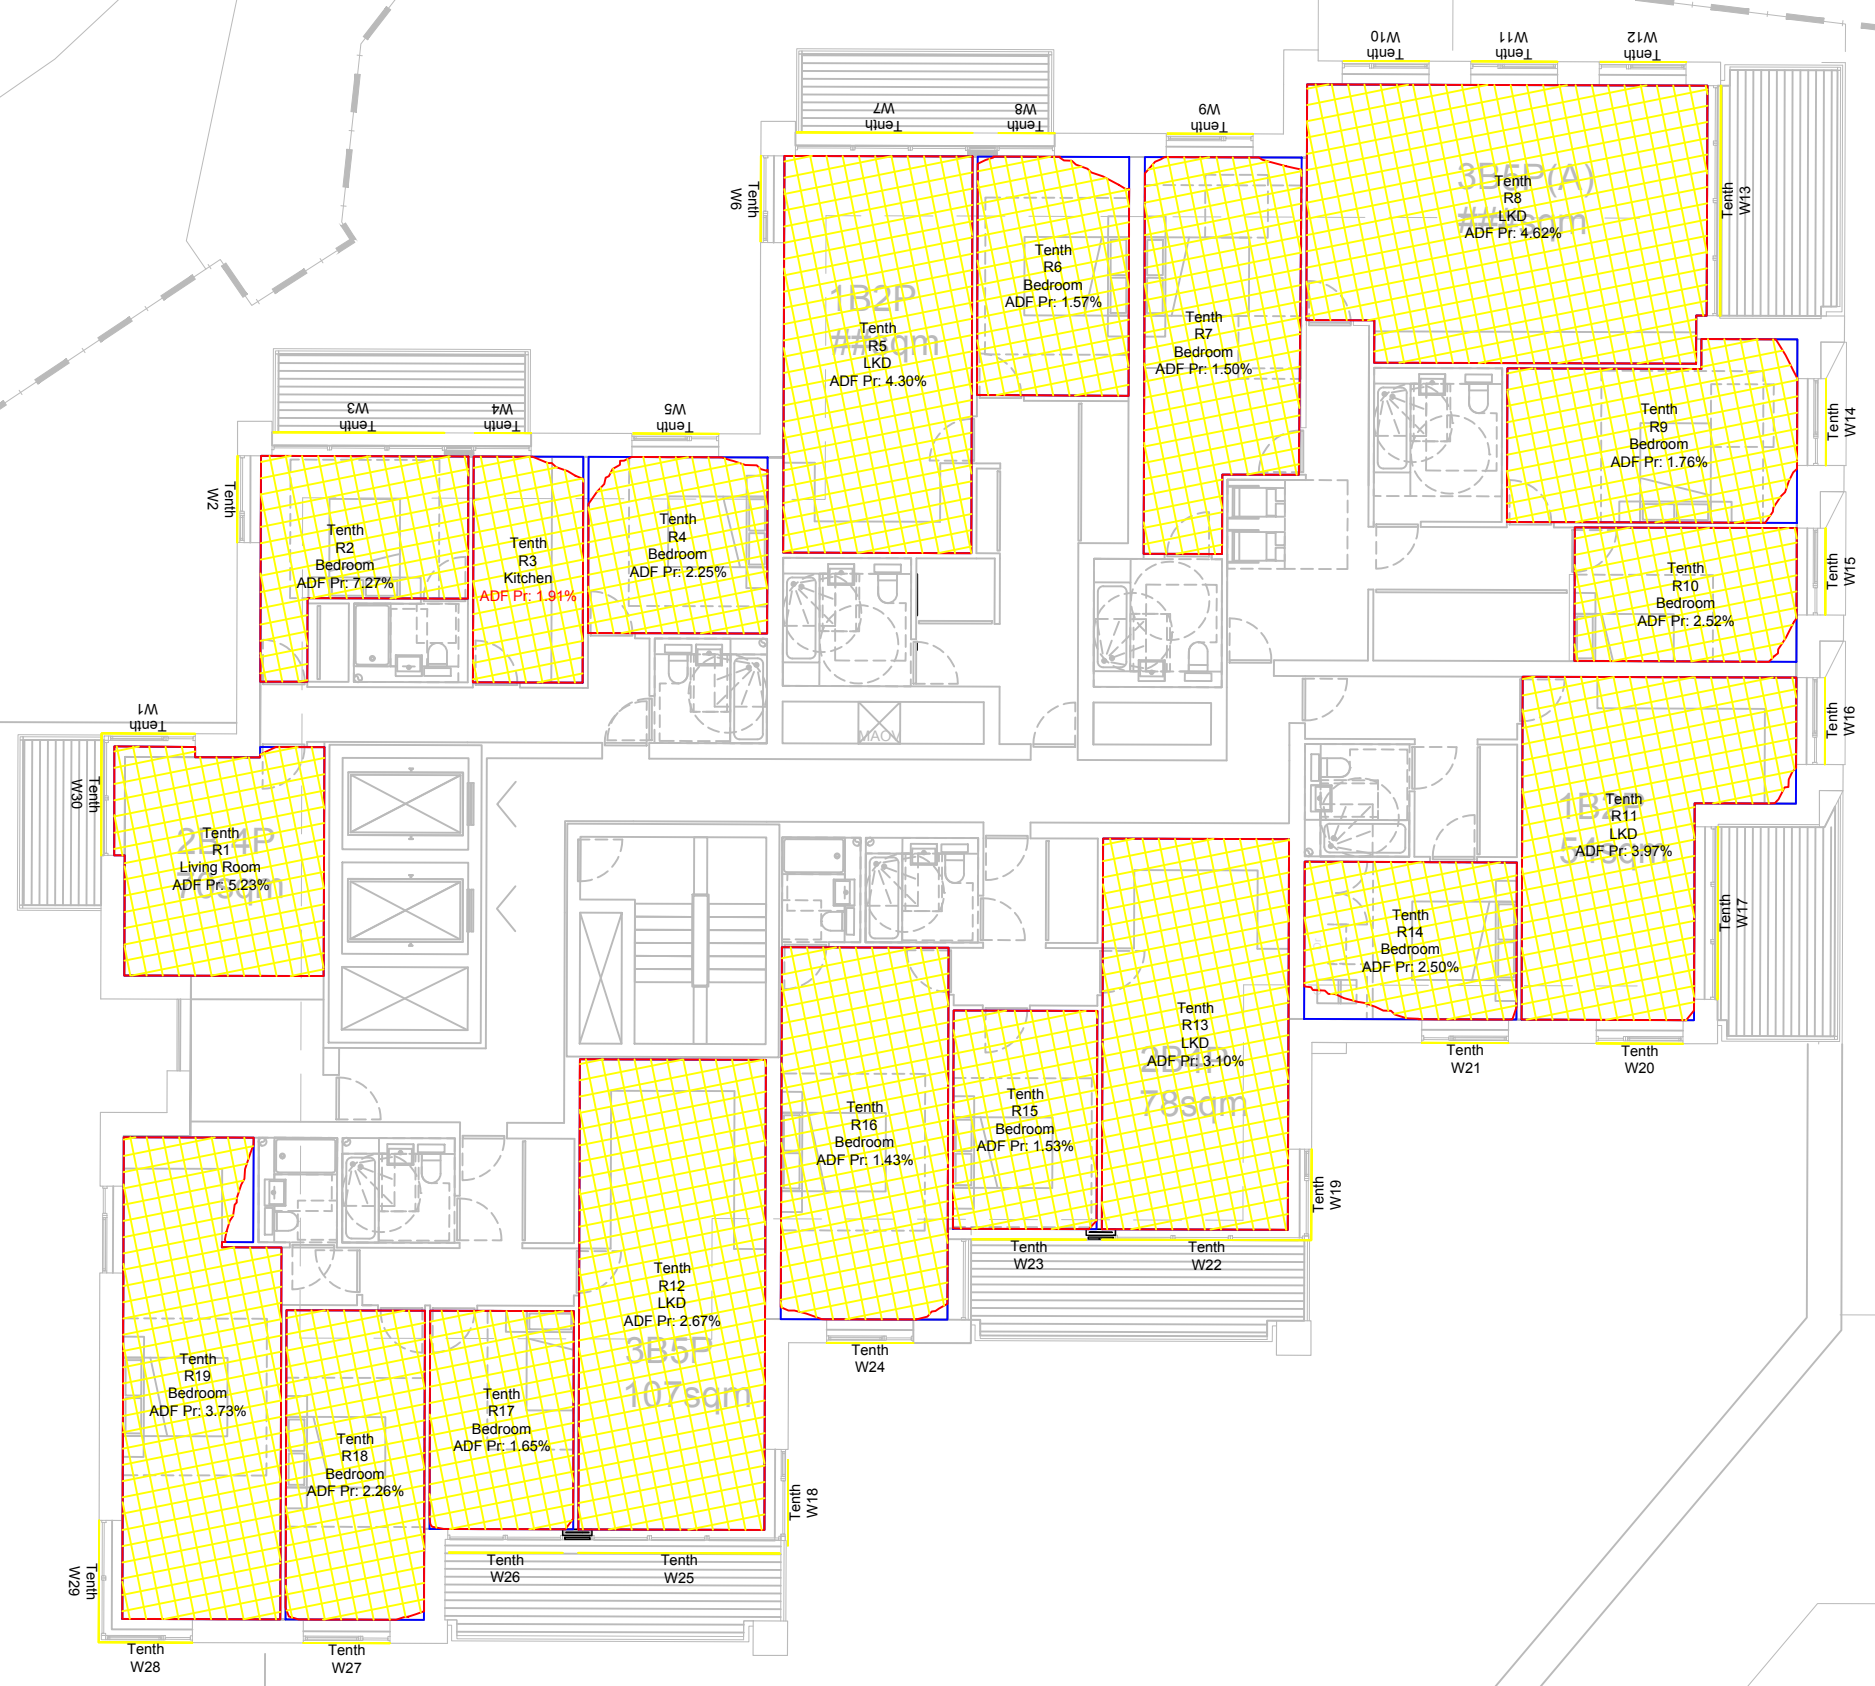 W10
Tenth
W11
Tenth
W12
Tenth
W7
Tenth
W8
Tenth
W9
Tenth
Tenth
W6
Tenth
W13
3B5P(A)
##sqm
Tenth
R8
LKD
ADF Pr: 4.62%
Tenth
R6
Bedroom
ADF Pr: 1.57%
1B2P
##sqm
Tenth
R5
LKD
ADF Pr: 4.30%
Tenth
R7
Bedroom
ADF Pr: 1.50%
W3
Tenth
W4
Tenth
W5
Tenth
Tenth
W2
Tenth
R2
Bedroom
ADF Pr: 7.27%
Tenth
R3
Kitchen
ADF Pr: 1.91%
Tenth
R4
Bedroom
ADF Pr: 2.25%
Tenth
R9
Bedroom
ADF Pr: 1.76%
Tenth
W14
Tenth
R10
Bedroom
ADF Pr: 2.52%
Tenth
W15
Tenth
W16
W1
Tenth
MAOV
Tenth
W30
2B4P
70sqm
Tenth
R1
Living Room
ADF Pr: 5.23%
1B2P
Tenth
R11
LKD
ADF Pr: 3.97%
Tenth
W17
Tenth
R14
Bedroom
ADF Pr: 2.50%
Tenth
W21
Tenth
W20
Tenth
R13
LKD
ADF Pr: 3.10%
2B4P
78sqm
Tenth
R15
Bedroom
ADF Pr: 1.53%
Tenth
R16
Bedroom
ADF Pr: 1.43%
Tenth
W19
Tenth
W23
Tenth
W22
Tenth
R12
LKD
ADF Pr: 2.67%
3B5P
107sqm
Tenth
W24
Tenth
R19
Bedroom
ADF Pr: 3.73%
Tenth
R17
Bedroom
ADF Pr: 1.65%
Tenth
R18
Bedroom
ADF Pr: 2.26%
Tenth
W18
Tenth
W26
Tenth
W25
Tenth
W29
Tenth
W28
Tenth
W27